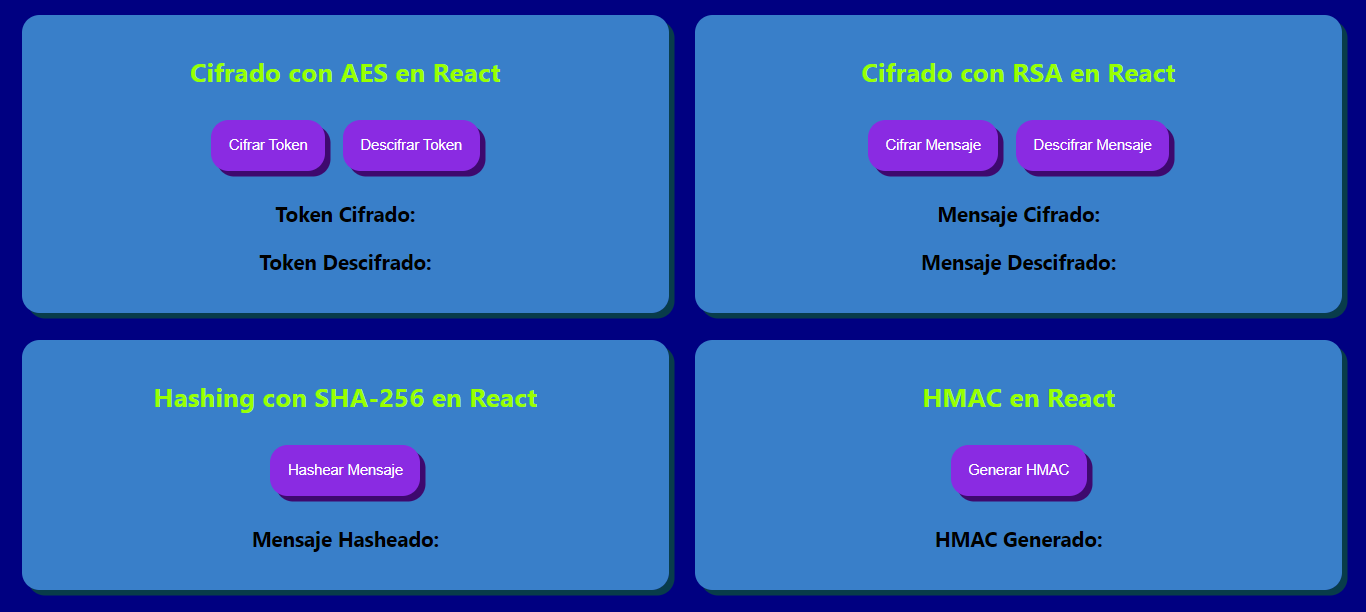 Cifrado con AES en React
Cifrar Token
Descifrar Token
Token Cifrado:
Token Descifrado:
Cifrado con RSA en React
Cifrar Mensaje
Descifrar Mensaje
Mensaje Cifrado:
Mensaje Descifrado:
Hashing con SHA-256 en React
Hashear Mensaje
Mensaje Hasheado:
HMAC en React
Generar HMAC
HMAC Generado: